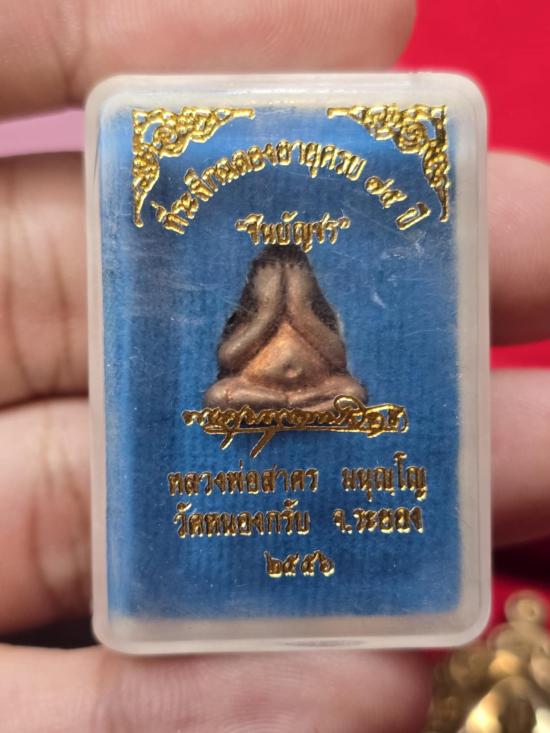 ที่ระลึกฉลองอายุครบ ๗๕ ปี
"ชินบัญชร"
หลวงพ่อสาคร มนุญฺโญ
วัดหนองกรับ จ.ระยอง
๒๕๕๖